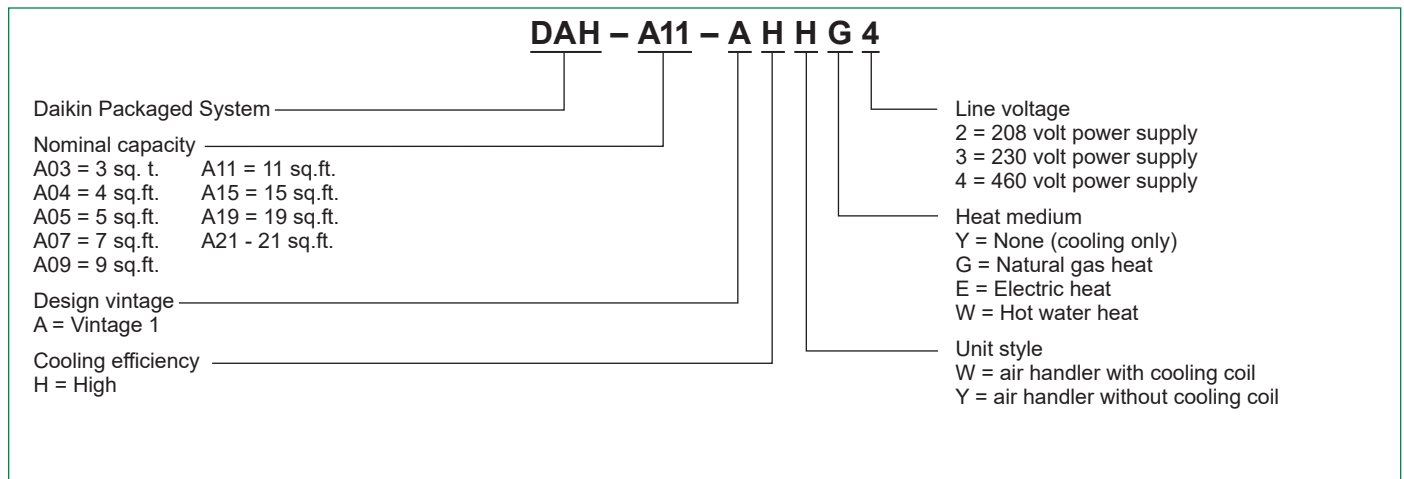 DAH – A11 – A H H G 4
Daikin Packaged System
Nominal capacity
A03 = 3 sq. t. A11 = 11 sq.ft.
A04 = 4 sq.ft. A15 = 15 sq.ft.
A05 = 5 sq.ft. A19 = 19 sq.ft.
A07 = 7 sq.ft. A21 - 21 sq.ft.
A09 = 9 sq.ft.
Design vintage
A = Vintage 1
Cooling efficiency
H = High
Line voltage
2 = 208 volt power supply
3 = 230 volt power supply
4 = 460 volt power supply
Heat medium
Y = None (cooling only)
G = Natural gas heat
E = Electric heat
W = Hot water heat
Unit style
W = air handler with cooling coil
Y = air handler without cooling coil